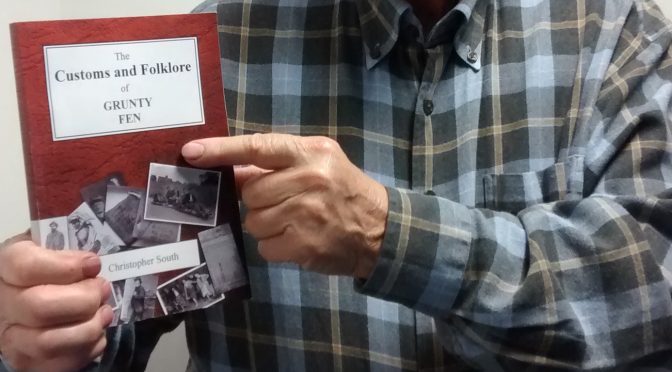 The
Customs and Folklore
of
GRUNTY
FEN
Christopher South